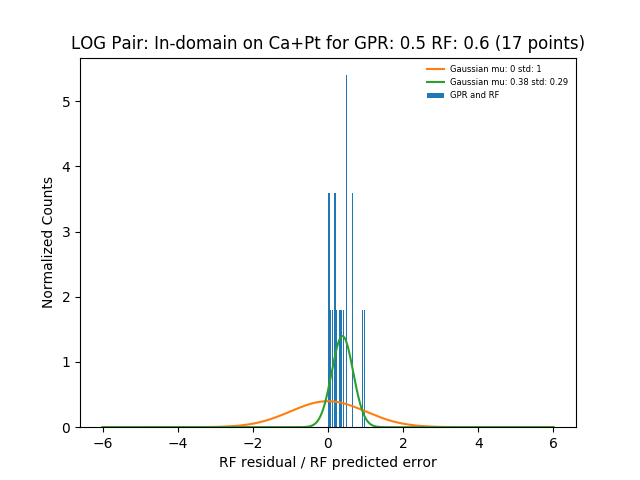 LOG Pair: In-domain on Ca+Pt for GPR: 0.5 RF: 0.6 (17 points)
Gaussian mu: 0 std: 1
Gaussian mu: 0.38 std: 0.29
GPR and RF
Normalized Counts
5
4
3
2
1
0
−6 −4 −2 0 2 4 6
RF residual / RF predicted error